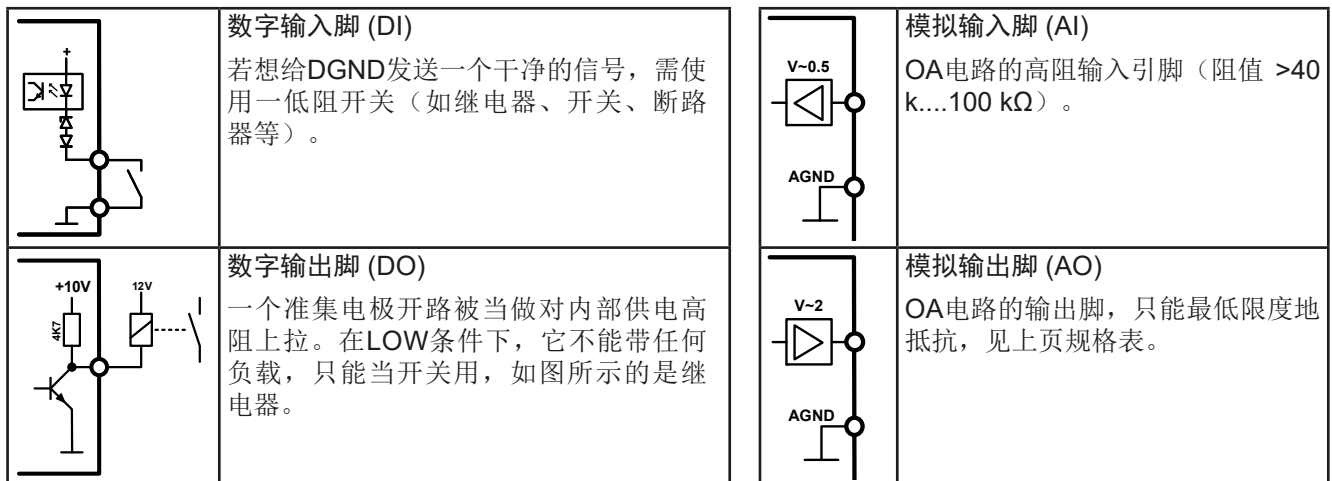 数字输入脚 (DI)
若想给DGND发送一个干净的信号，需使
用一低阻开关（如继电器、开关、断路
器等）。
+
数字输出脚 (DO)
一个准集电极开路被当做对内部供电高
阻上拉。在LOW条件下，它不能带任何
负载，只能当开关用，如图所示的是继
电器。
+10V
12V
4K7
模拟输入脚 (AI)
OA电路的高阻输入引脚（阻值 >40
k....100 kΩ）。
V~0.5
AGND
模拟输出脚 (AO)
OA电路的输出脚，只能最低限度地
抵抗，见上页规格表。
V~2
AGND